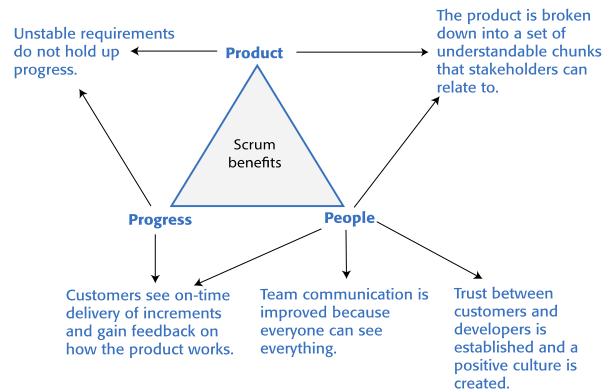 Unstable requirements
do not hold up
progress.
Product
The product is broken
down into a set of
understandable chunks
that stakeholders can
relate to.
Scrum
benefits
Progress
People
Customers see on-time
delivery of increments
and gain feedback on
how the product works.
Team communication is
improved because
everyone can see
everything.
Trust between
customers and
developers is
established and a
positive culture is
created.